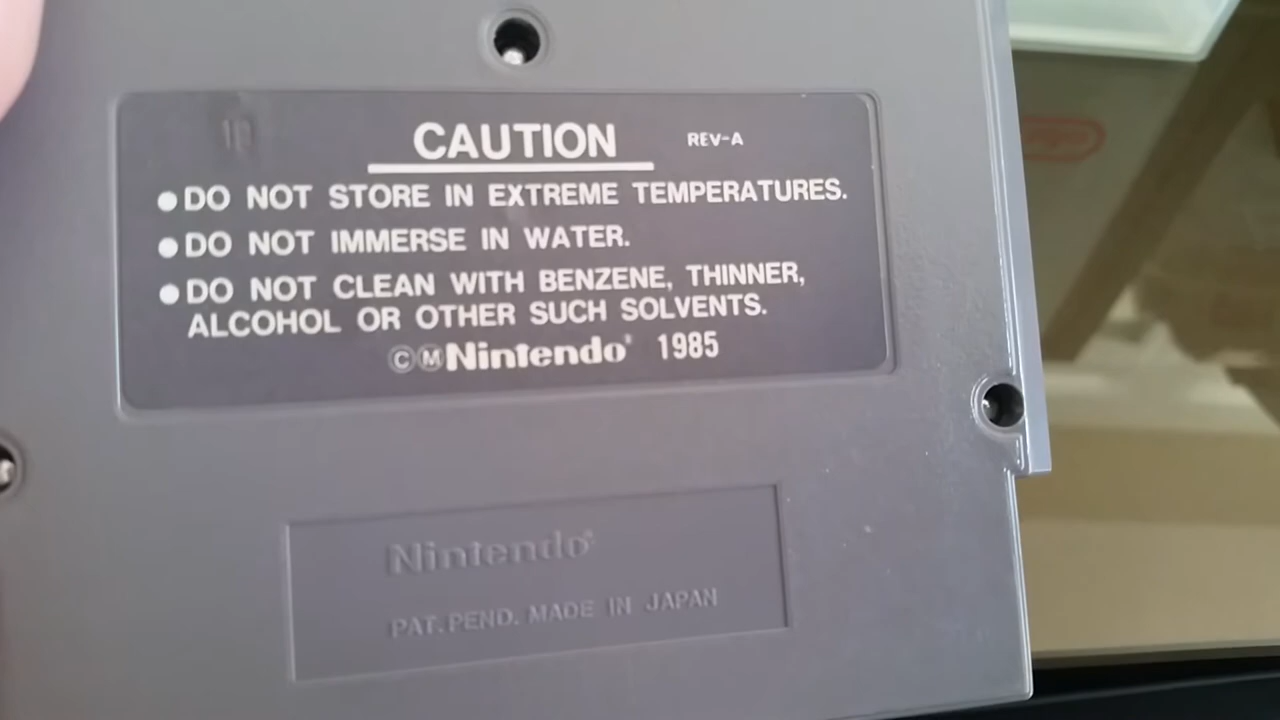 CAUTION REV-A
●DO NOT STORE IN EXTREME TEMPERATURES.
●DO NOT IMMERSE IN WATER.
●DO NOT CLEAN WITH BENZENE, THINNER,
ALCOHOL OR OTHER SUCH SOLVENTS.
ⒸⓂNintendo® 1985
Nintendo®
PAT. PEND. MADE IN JAPAN